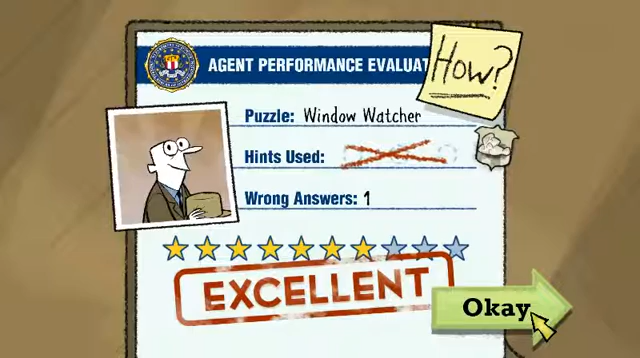 AGENT PERFORMANCE EVALUAT
How?
Puzzle: Window Watcher
Hints Used:
Wrong Answers: 1
EXCELLENT
Okay